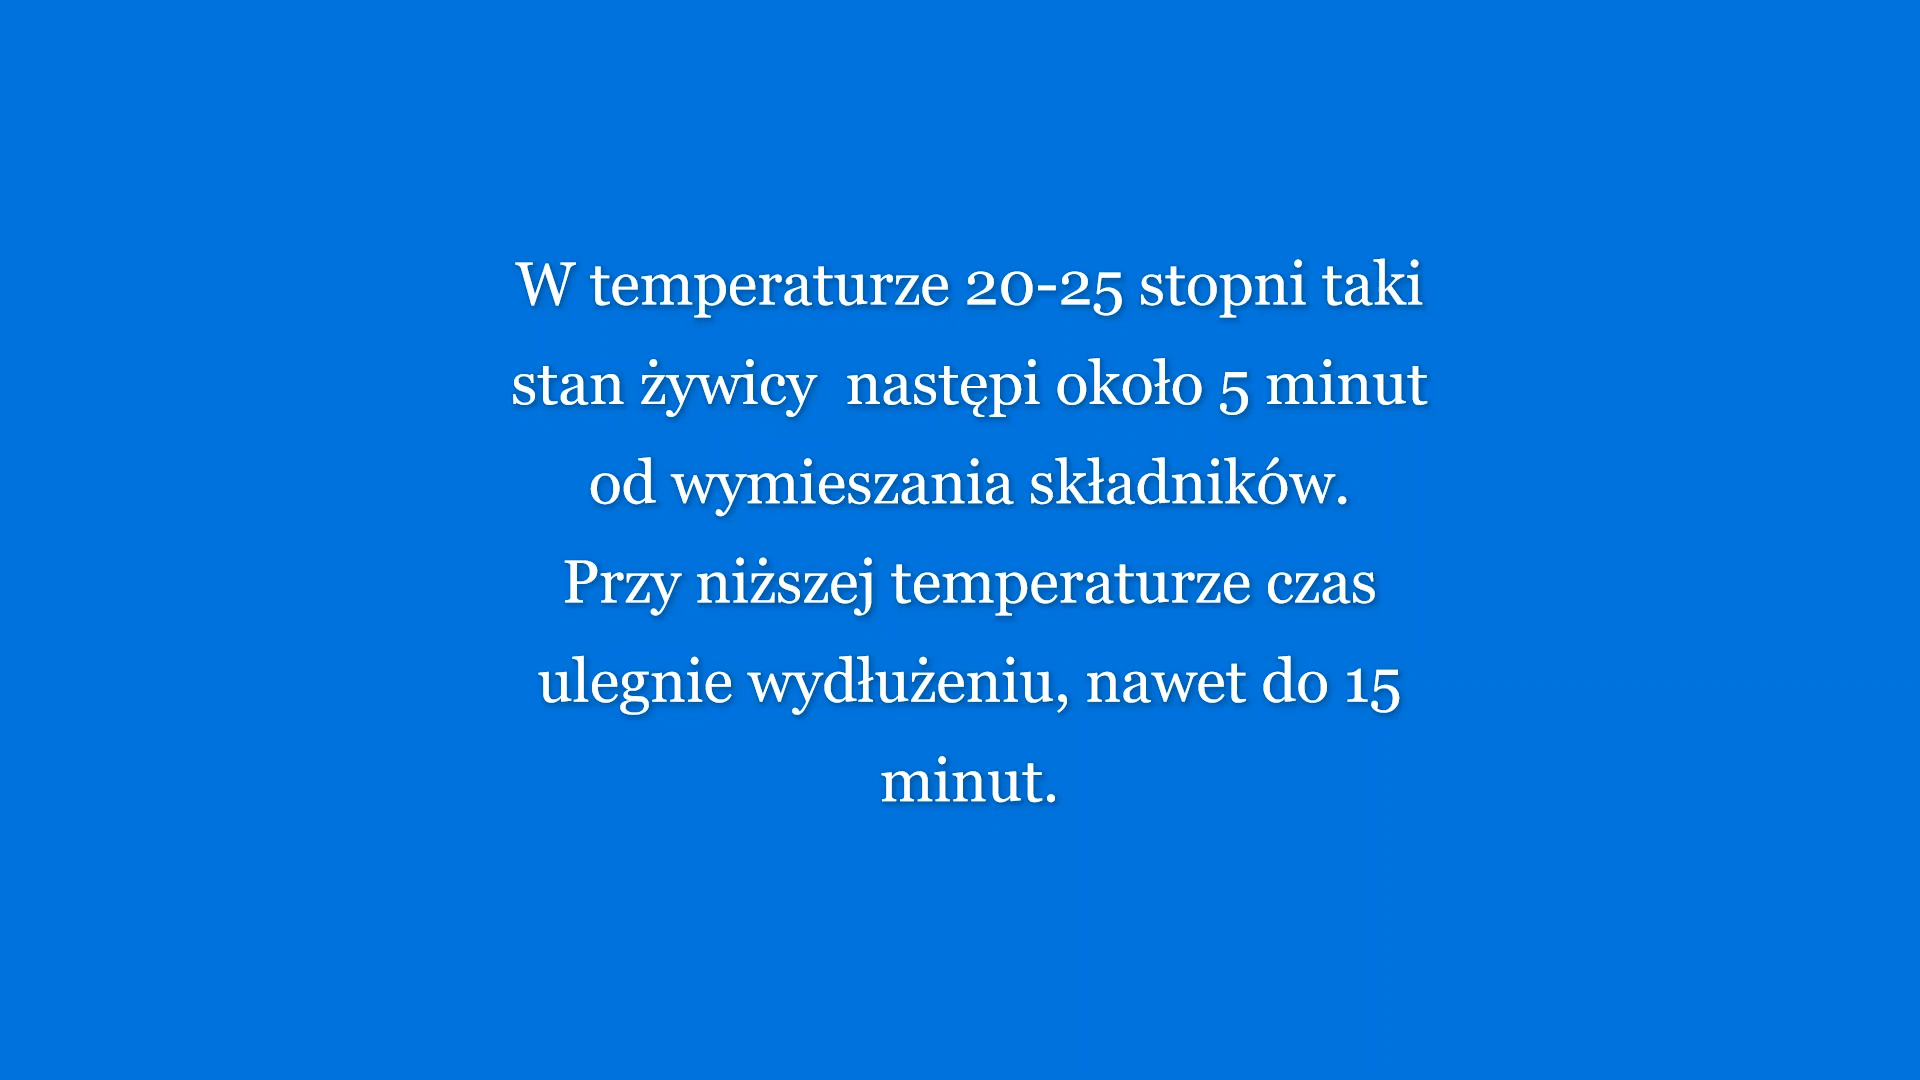 W temperaturze 20-25 stopni taki
stan żywicy  następi około 5 minut
od wymieszania składników.
Przy niższej temperaturze czas
ulegnie wydłużeniu, nawet do 15
minut.